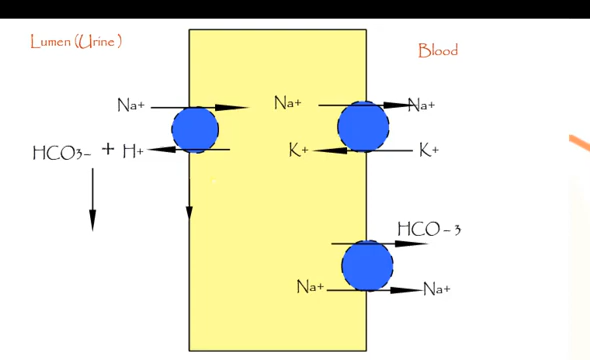 Lumen (Urine )
Blood
Na+
Na+
Na+
HCO3- + H+
K+
K+
HCO-3
Na+
Na+